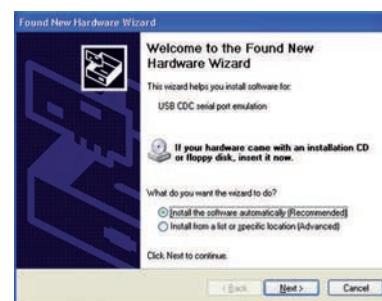 Found New Hardware Wizard
Welcome to the Found New
Hardware Wizard
This wizard helps you install software for:
USB CDC serial port emulation
If your hardware came with an installation CD
or floppy disk, insert it now.
What do you want the wizard to do?
Install the software automatically (Recommended)
Install from a list or specific location (Advanced)
Click Next to continue.
< Back Next > Cancel